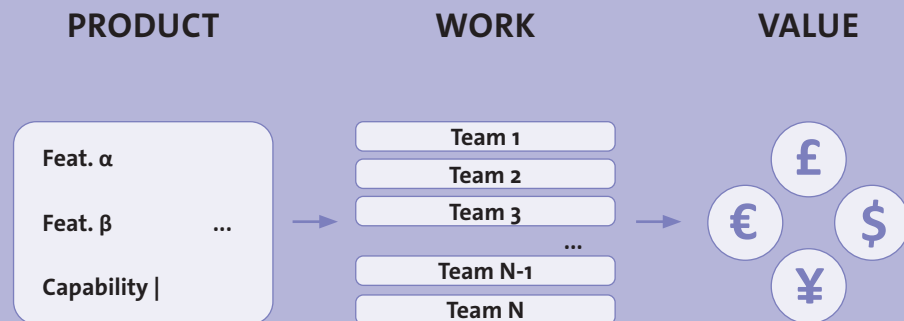 PRODUCT
WORK
VALUE
Feat. α
Feat. β ...
Capability |
Team 1
Team 2
Team 3
...
Team N-1
Team N
£
€ $
¥